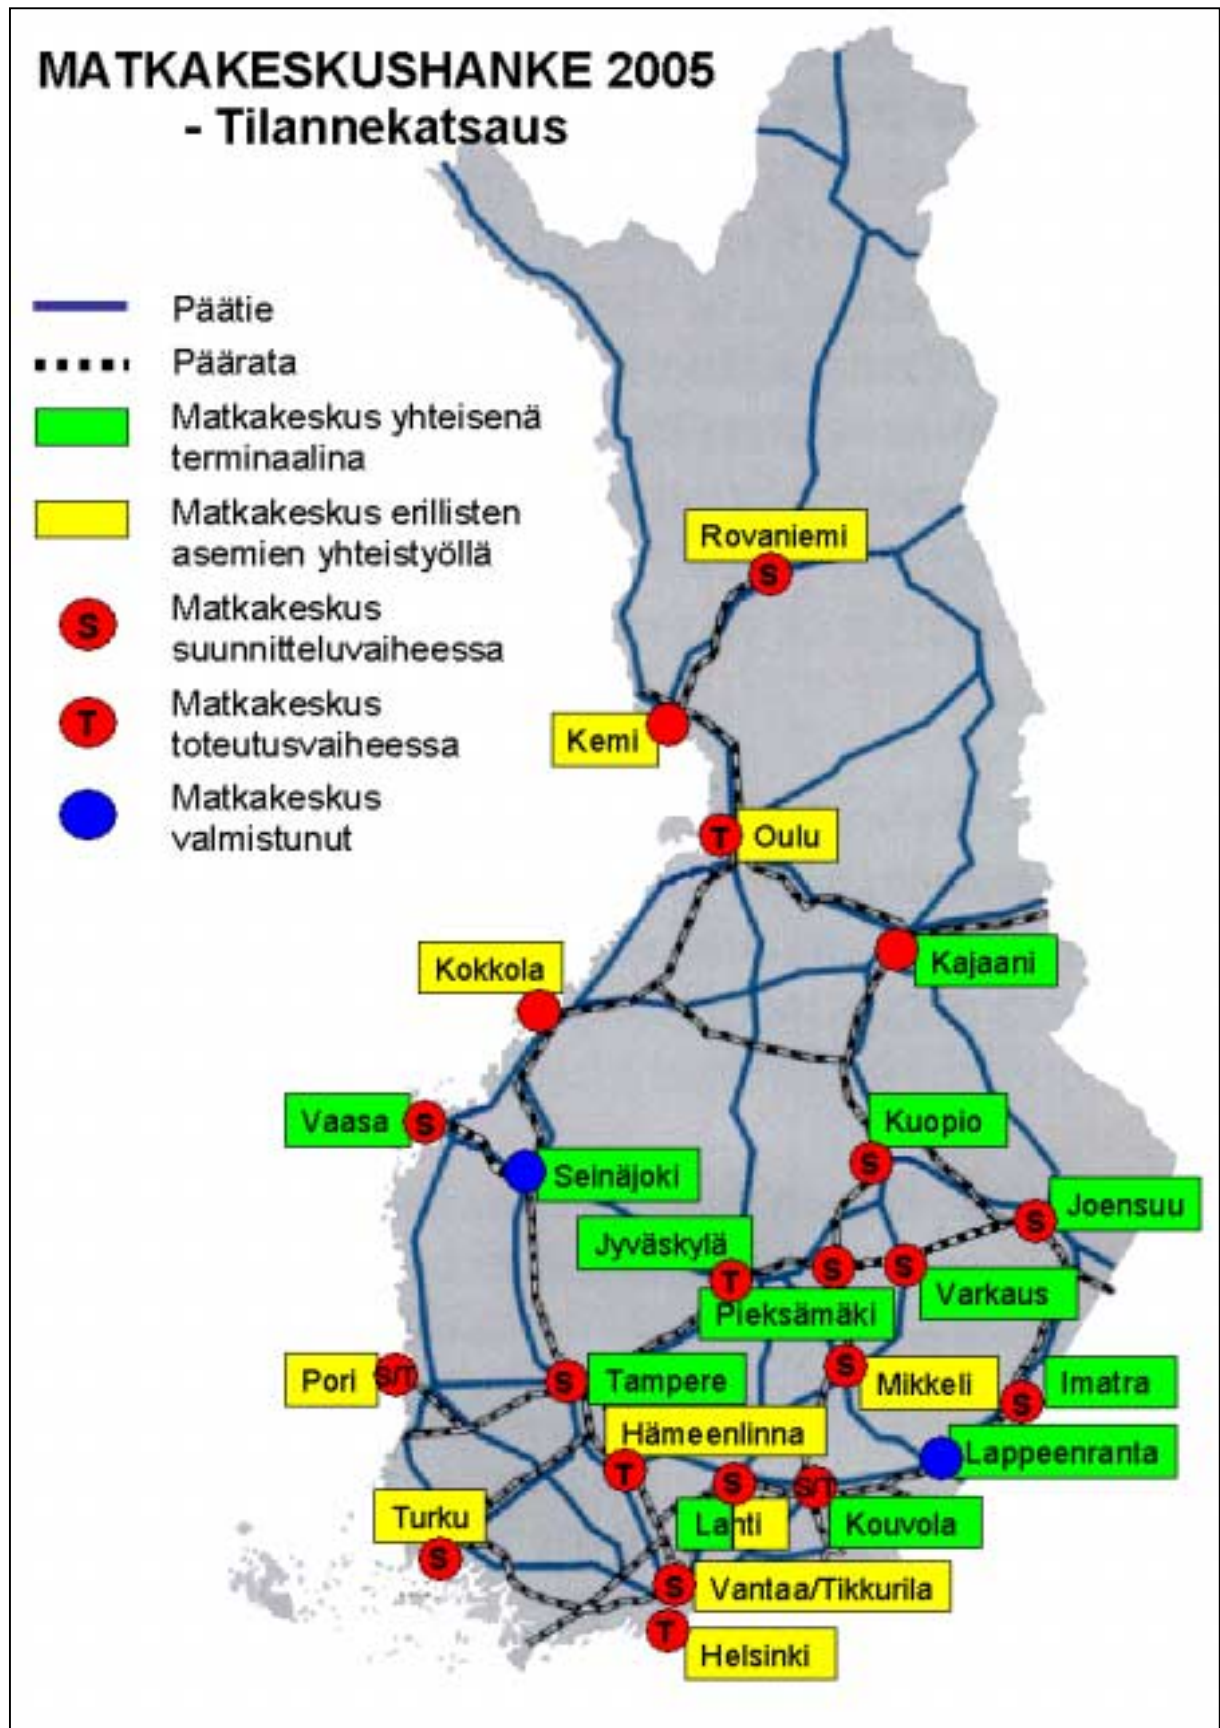 MATKAKESKUSHANKE 2005
- Tilannekatsaus
Päätie
Päärata
Matkakeskus yhteisenä
terminaalina
Matkakeskus erillisten
asemien yhteistyöllä
S
Matkakeskus
suunnitteluvaiheessa
T
Matkakeskus
toteutusvaiheessa
Matkakeskus
valmistunut
Rovaniemi
S
Kemi
T
Oulu
Kokkola
Kajaani
Vaasa
S
Kuopio
S
Seinäjoki
Joensuu
S
Jyväskylä
T
S
S
Varkaus
Pieksämäki
Pori
S/T
S
Tampere
S
Mikkeli
Imatra
S
Hämeenlinna
T
Lappeenranta
S
S/T
Turku
S
Lahti
Kouvola
S
Vantaa/Tikkurila
T
Helsinki